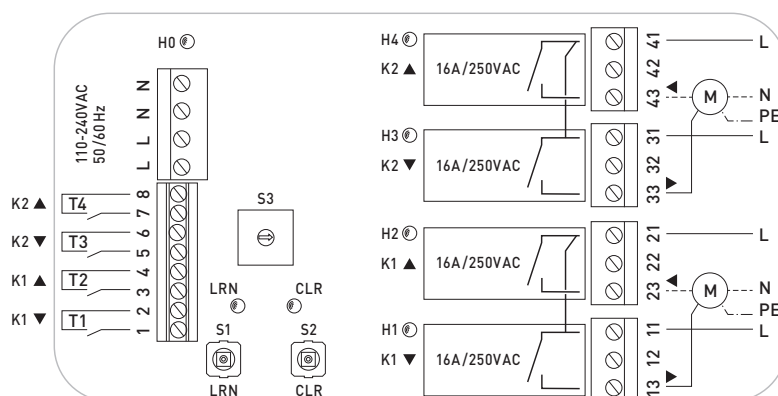 H0
110-240VAC
50/60 Hz
N
N
L
L
K2 ▲ T4 8
7
K2 ▼ T3 6
5
K1 ▲ T2 4
3
K1 ▼ T1 2
1
S3
LRN CLR
S1 S2
LRN CLR
H4 41 L
K2 ▲ 16A/250VAC 42
43 M N
PE
H3 31 L
K2 ▼ 16A/250VAC 32
33
H2 21 L
K1 ▲ 16A/250VAC 22
23 M N
PE
H1 11 L
K1 ▼ 16A/250VAC 12
13